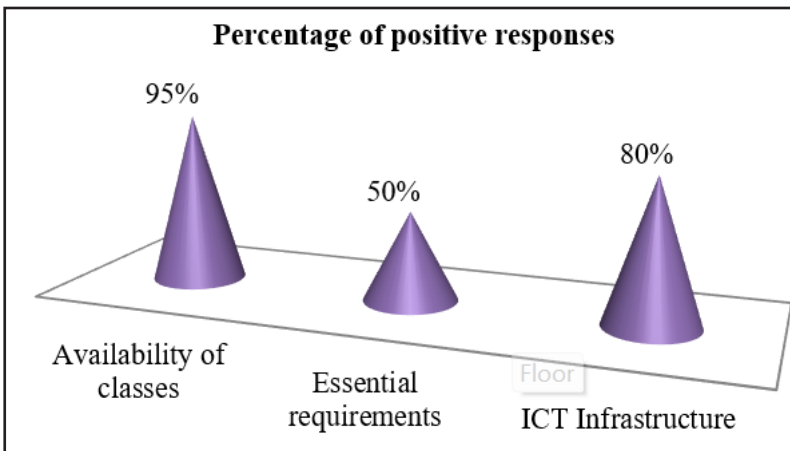 Percentage of positive responses
95%
50%
80%
Availability of
classes
Essential
requirements
Floor
ICT Infrastructure